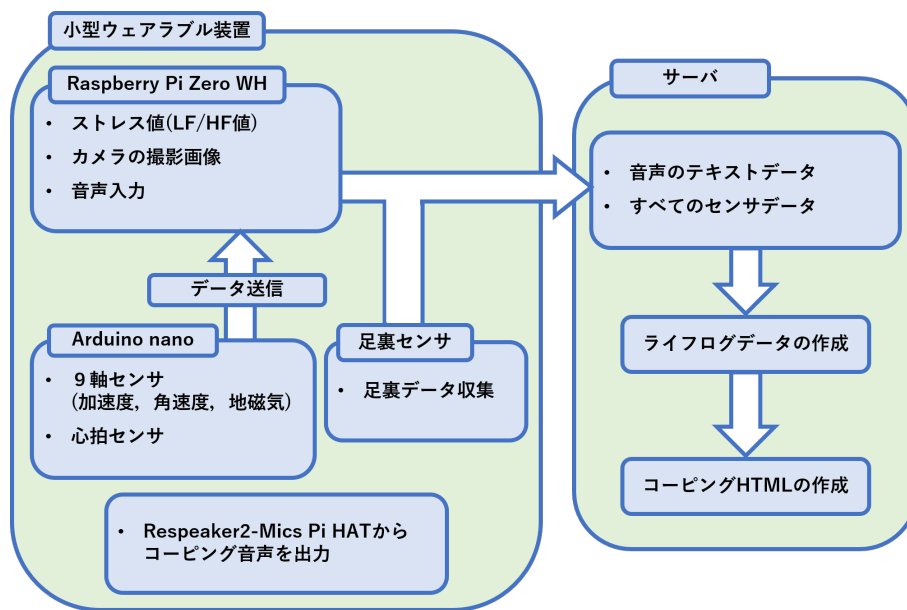 小型ウェアラブル装置
Raspberry Pi Zero WH
• ストレス値(LF/HF値)
• カメラの撮影画像
• 音声入力
データ送信
Arduino nano
• ９軸センサ
(加速度，角速度，地磁気)
• 心拍センサ
足裏センサ
• 足裏データ収集
• Respeaker2-Mics Pi HATから
コーピング音声を出力
サーバ
• 音声のテキストデータ
• すべてのセンサデータ
ライフログデータの作成
コーピングHTMLの作成